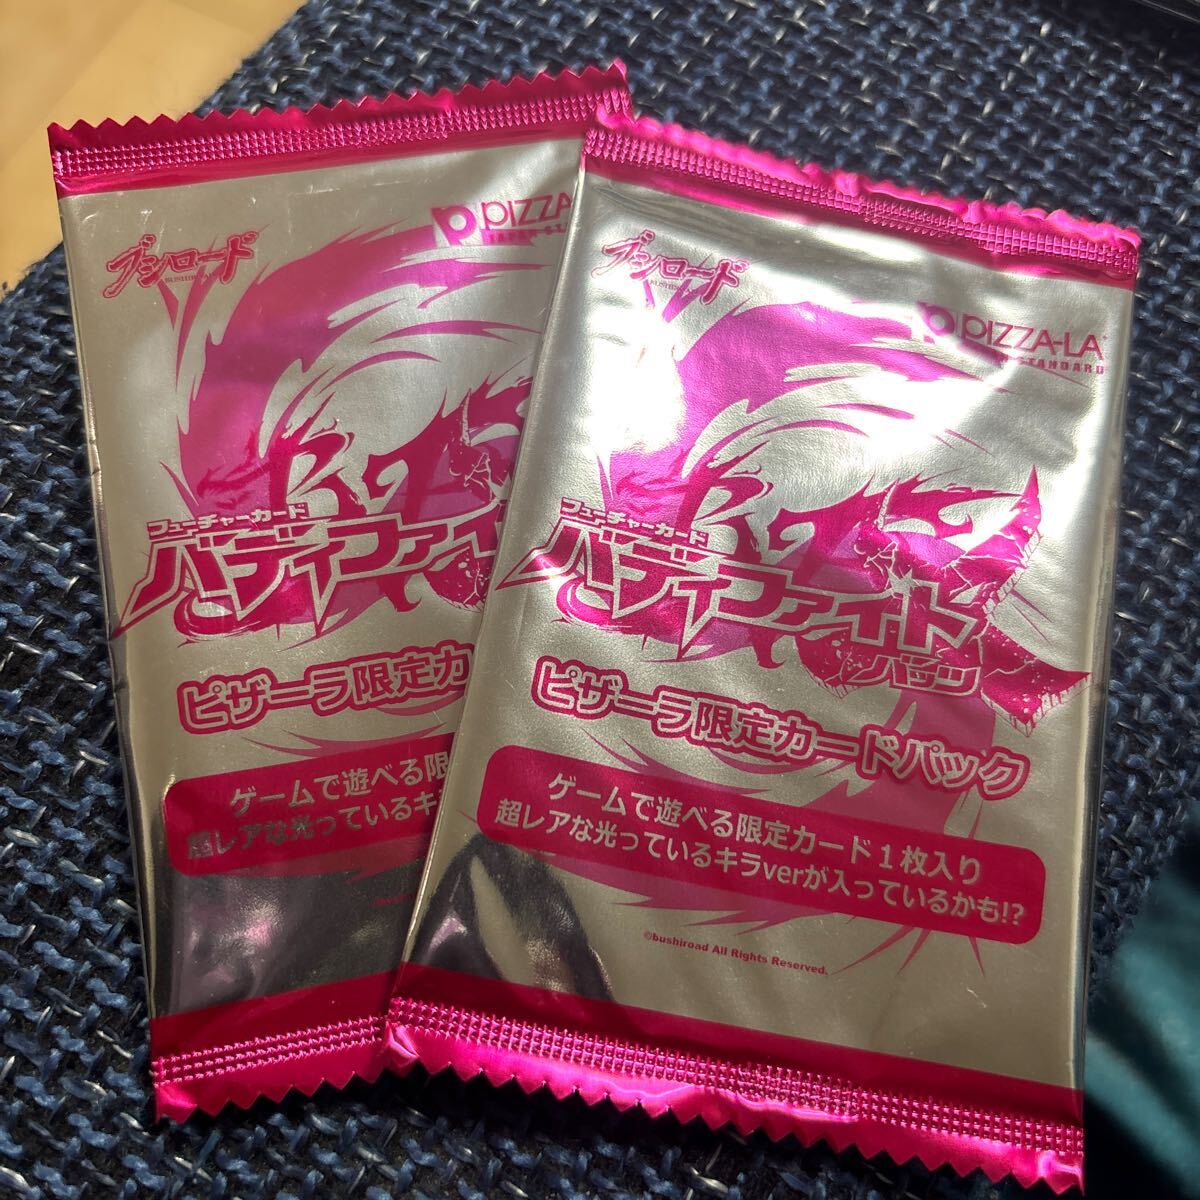 ブシロード
PIZZA
フューチャーカード
バディファイト
ピザーラ限定カ
ゲームで遊べる限
超レアな光っているキラ
ブシロード
PIZZA-LA
STANDARD
フューチャーカード
バディファイト
バッツ
ピザーラ限定カードパック
ゲームで遊べる限定カード1枚入り
超レアな光っているキラverが入っているかも!?
©bushiroad All Rights Reserved.